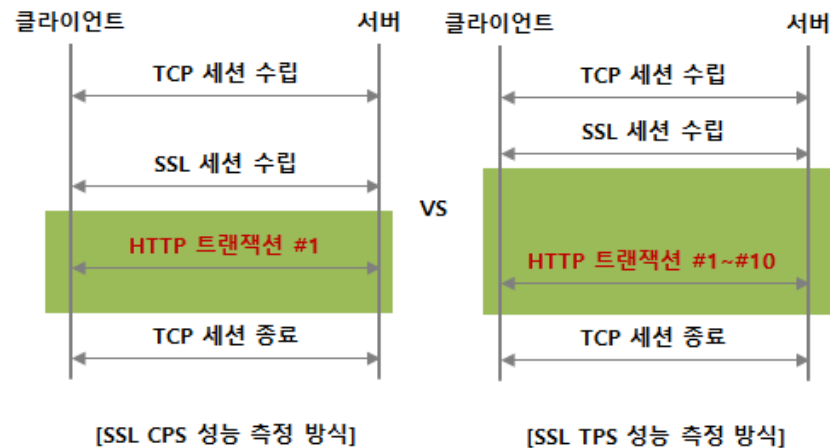 클라이언트 서버
TCP 세션 수립
SSL 세션 수립
HTTP 트랜잭션 #1
TCP 세션 종료
[SSL CPS 성능 측정 방식]
VS
클라이언트 서버
TCP 세션 수립
SSL 세션 수립
HTTP 트랜잭션 #1~#10
TCP 세션 종료
[SSL TPS 성능 측정 방식]